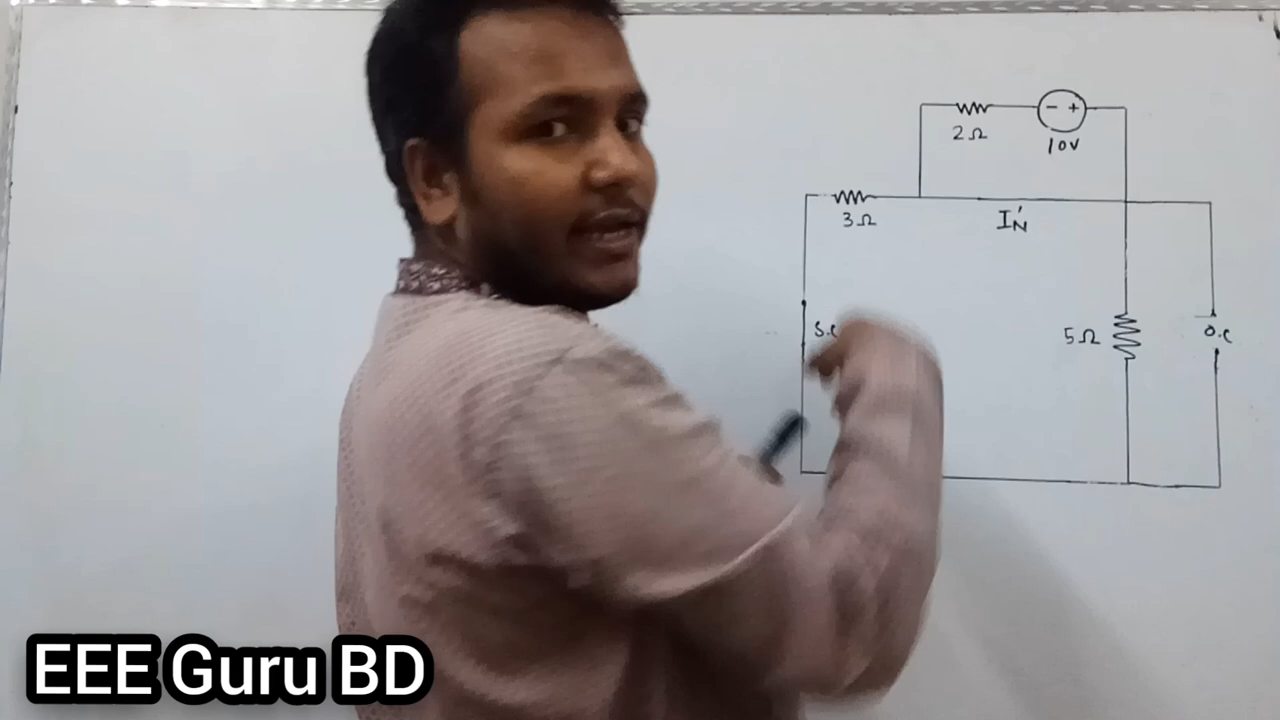 - +
2Ω
10V
3Ω
I'N
S.C
5Ω
O.C
EEE Guru BD